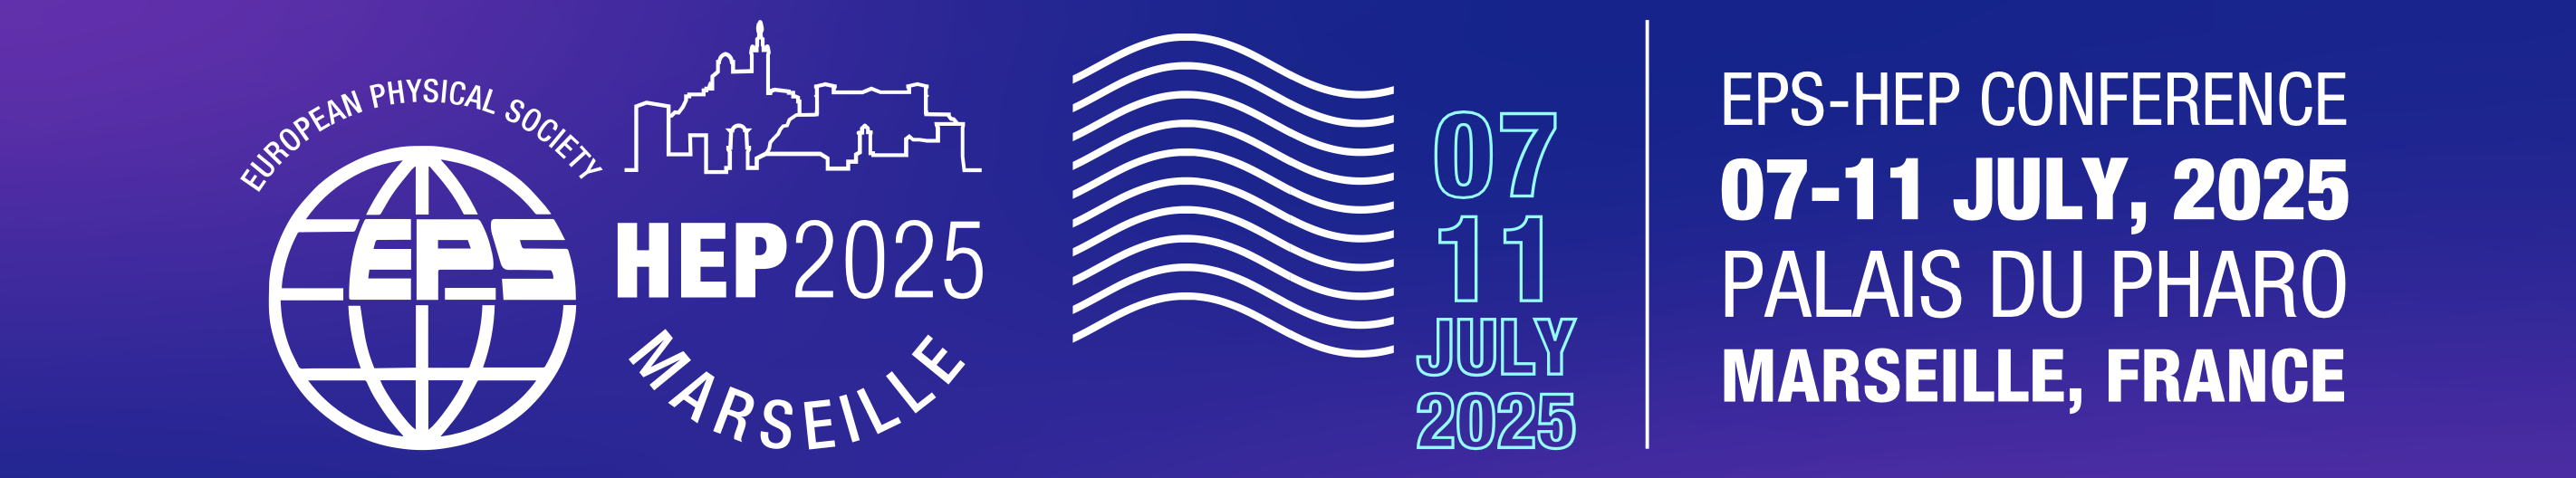 EUROPEAN PHYSICAL SOCIETY
EPS
HEP2025
MARSEILLE
07
11
JULY
2025
EPS-HEP CONFERENCE
07-11 JULY, 2025
PALAIS DU PHARO
MARSEILLE, FRANCE